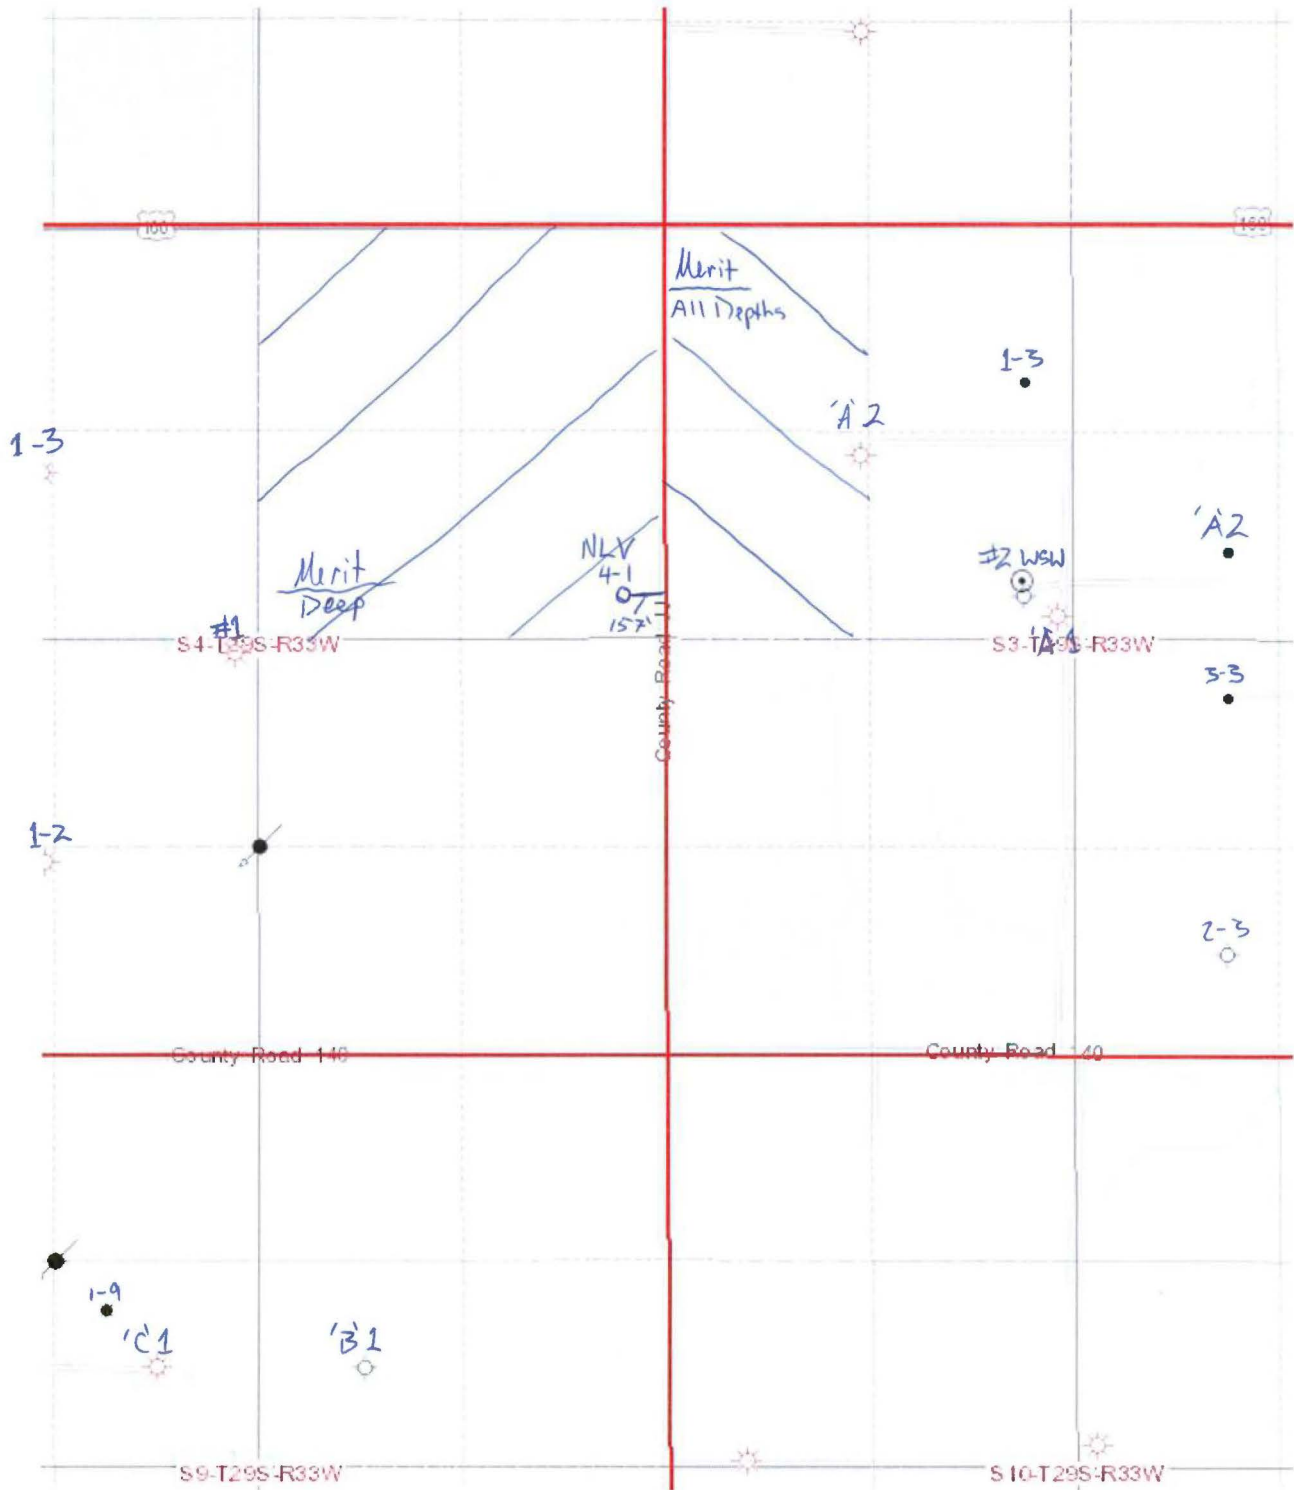 160
160
Merit
All Depths
1-3
'A' 2
1-3
'A' 2
NLV
4-1
157'
#2 WSW
Merit
Deep
#1
S4-T29S-R33W
'A' 1
S3-T29S-R33W
3-3
County Road
1-2
2-3
County Road 140
County Road 140
1-9
'C' 1
'B' 1
S9-T29S-R33W
S10-T29S-R33W